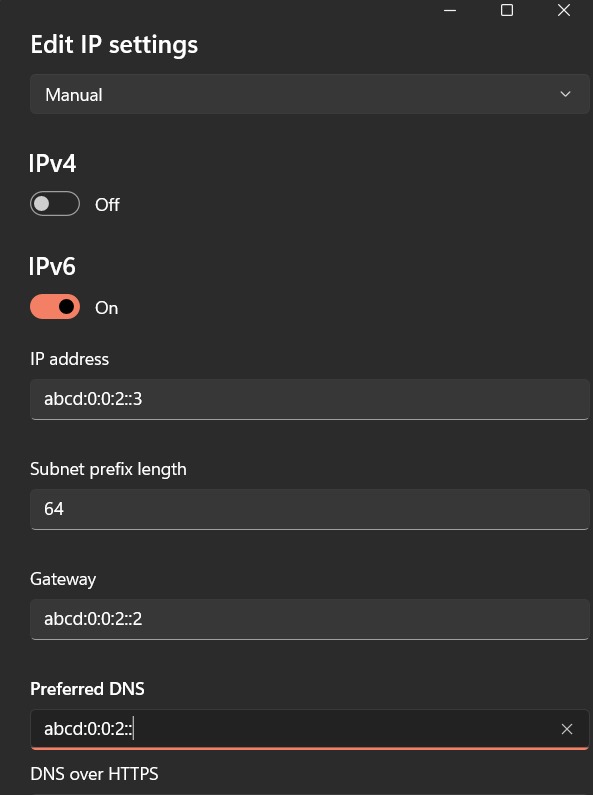 Edit IP settings
Manual
IPv4
Off
IPv6
On
IP address
abcd:0:0:2::3
Subnet prefix length
64
Gateway
abcd:0:0:2::2
Preferred DNS
abcd:0:0:2::
DNS over HTTPS